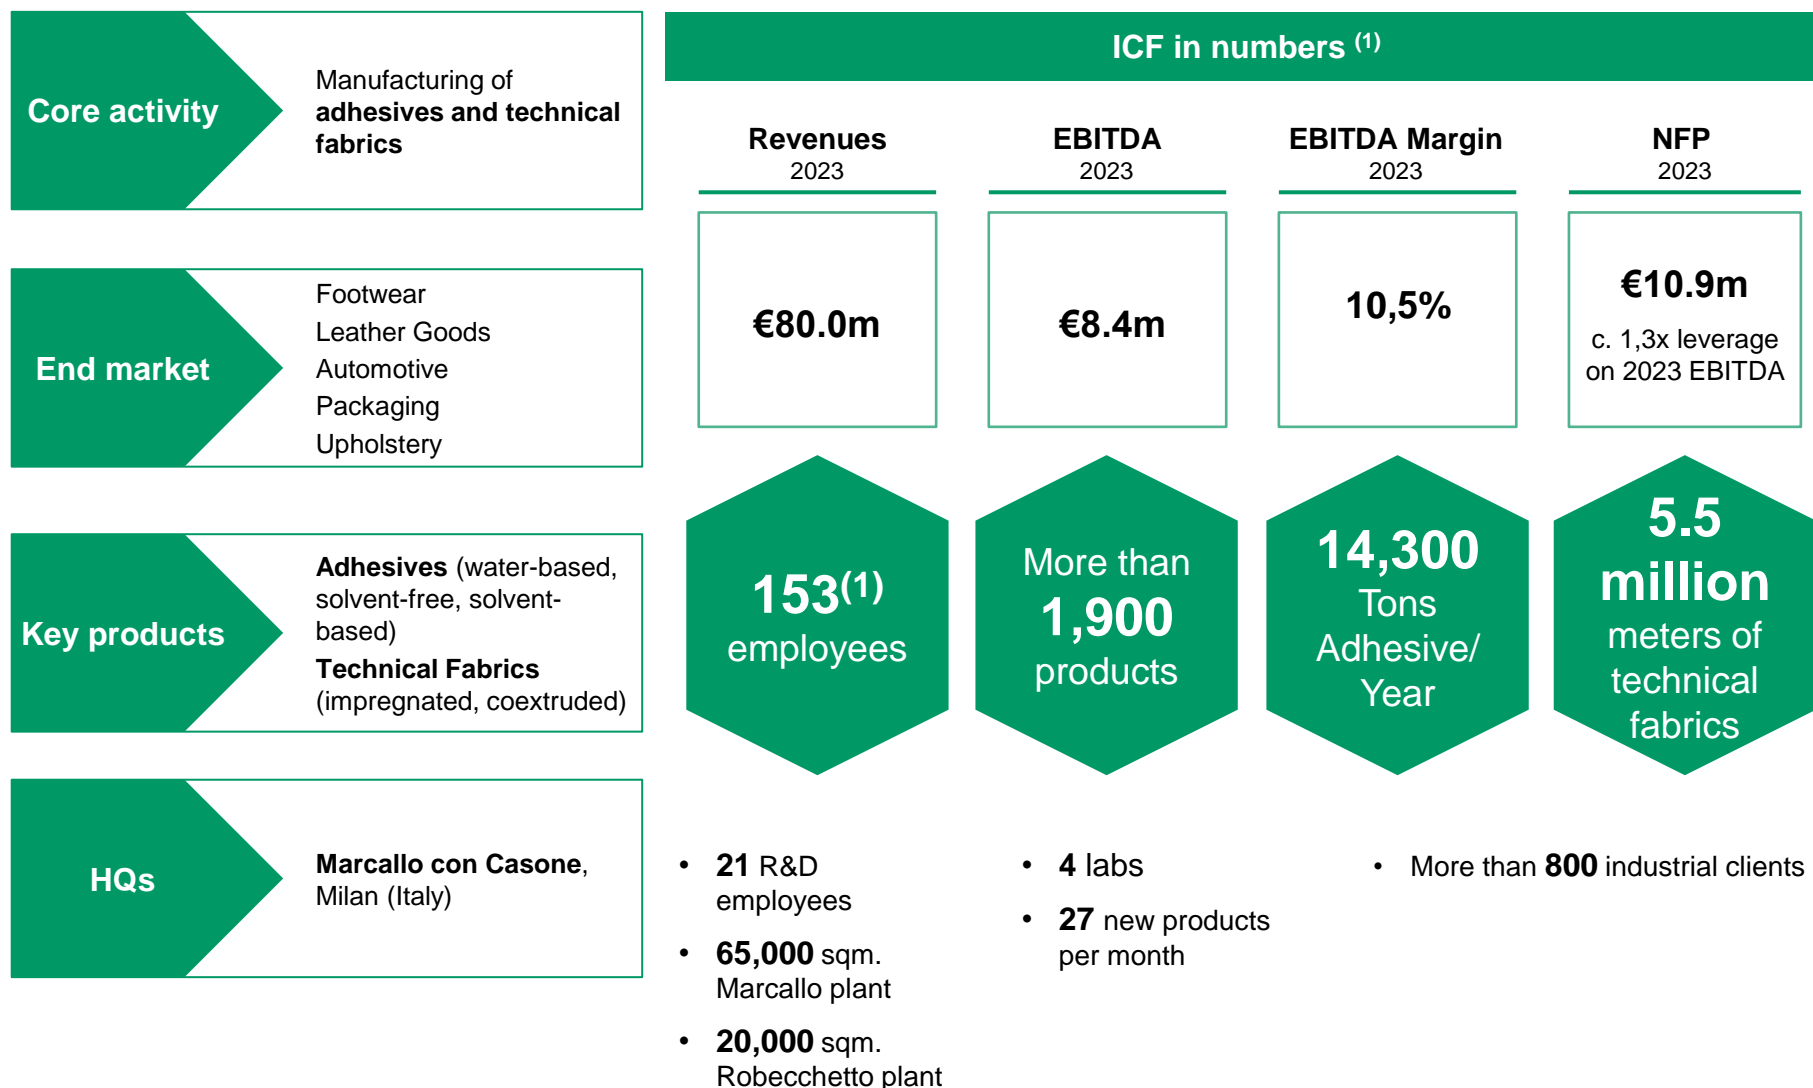 Core activity
Manufacturing of
adhesives and technical
fabrics
End market
Footwear
Leather Goods
Automotive
Packaging
Upholstery
Key products
Adhesives (water-based,
solvent-free, solvent-
based)
Technical Fabrics
(impregnated, coextruded)
HQs
Marcallo con Casone,
Milan (Italy)
ICF in numbers (1)
Revenues
2023
€80.0m
EBITDA
2023
€8.4m
EBITDA Margin
2023
10,5%
NFP
2023
€10.9m
c. 1,3x leverage
on 2023 EBITDA
153(1)
employees
More than
1,900
products
14,300
Tons
Adhesive/
Year
5.5
million
meters of
technical
fabrics
• 21 R&D
employees
• 65,000 sqm.
Marcallo plant
• 20,000 sqm.
Robecchetto plant
• 4 labs
• 27 new products
per month
• More than 800 industrial clients